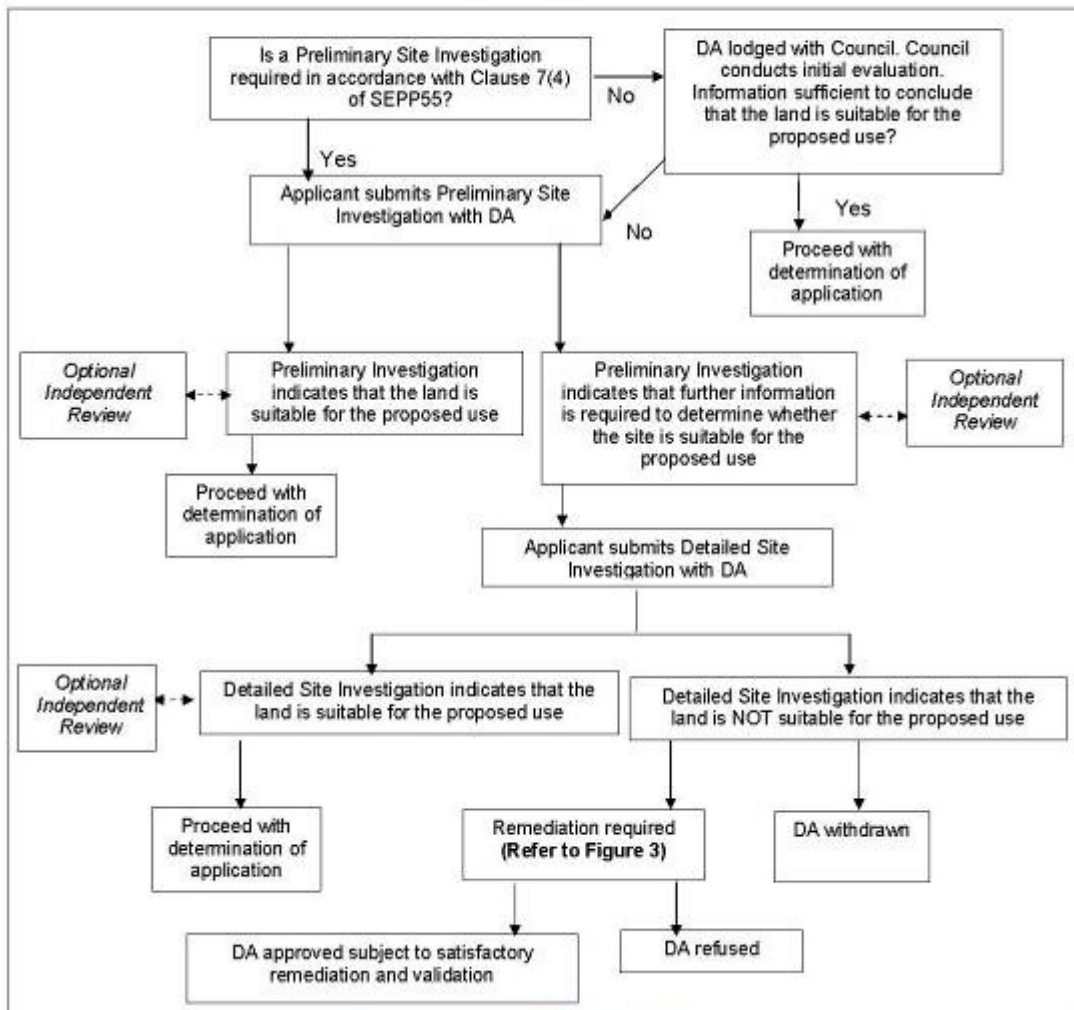 Is a Preliminary Site Investigation
required in accordance with Clause 7(4)
of SEPP55?
DA lodged with Council. Council
conducts initial evaluation.
Information sufficient to conclude
that the land is suitable for the
proposed use?
No
Yes
Applicant submits Preliminary Site
Investigation with DA
No
Yes
Proceed with
determination of
application
Optional
Independent
Review
Preliminary Investigation
indicates that the land is
suitable for the proposed use
Preliminary Investigation
indicates that further information
is required to determine whether
the site is suitable for the
proposed use
Optional
Independent
Review
Proceed with
determination of
application
Applicant submits Detailed Site
Investigation with DA
Optional
Independent
Review
Detailed Site Investigation indicates that the
land is suitable for the proposed use
Detailed Site Investigation indicates that the
land is NOT suitable for the proposed use
Proceed with
determination of
application
Remediation required
(Refer to Figure 3)
DA withdrawn
DA approved subject to satisfactory
remediation and validation
DA refused